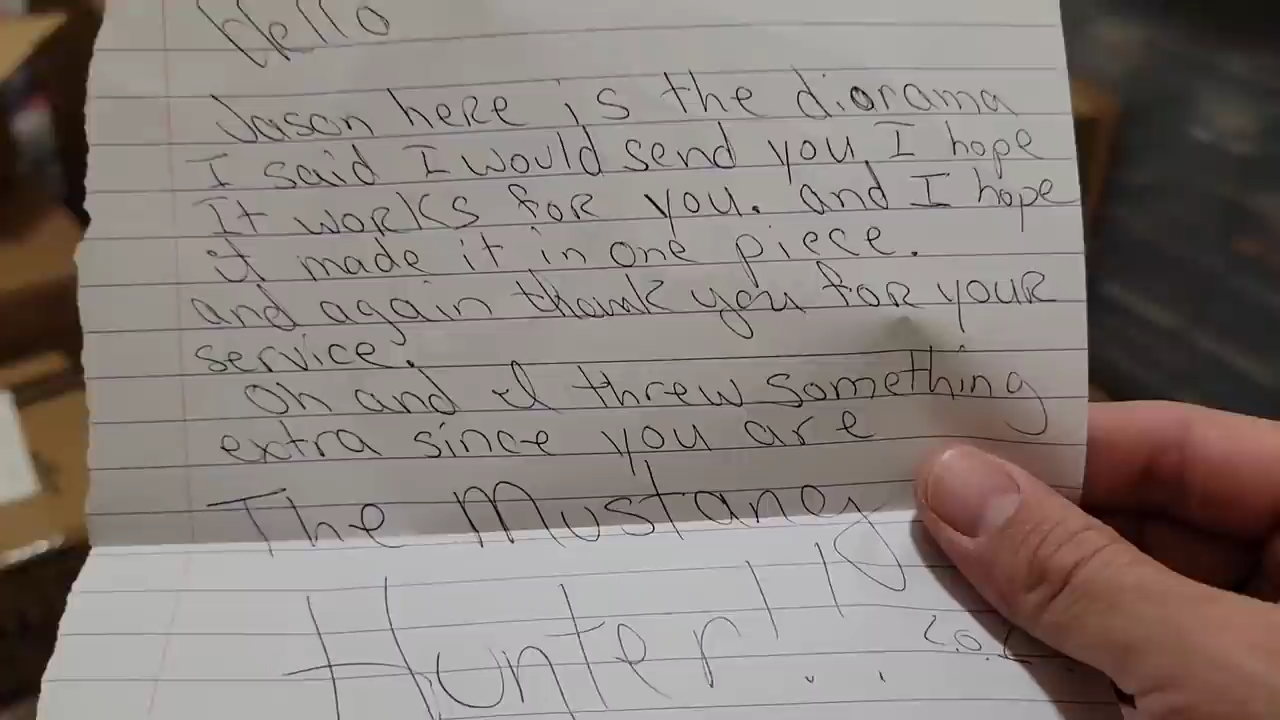 Hello
Jason here is the diorama
I said I would send you, I hope
It works for you. and I hope
it made it in one piece.
and again thank you for your
service.
Oh and I threw something
extra since you are
The Mustang
Hunter!!